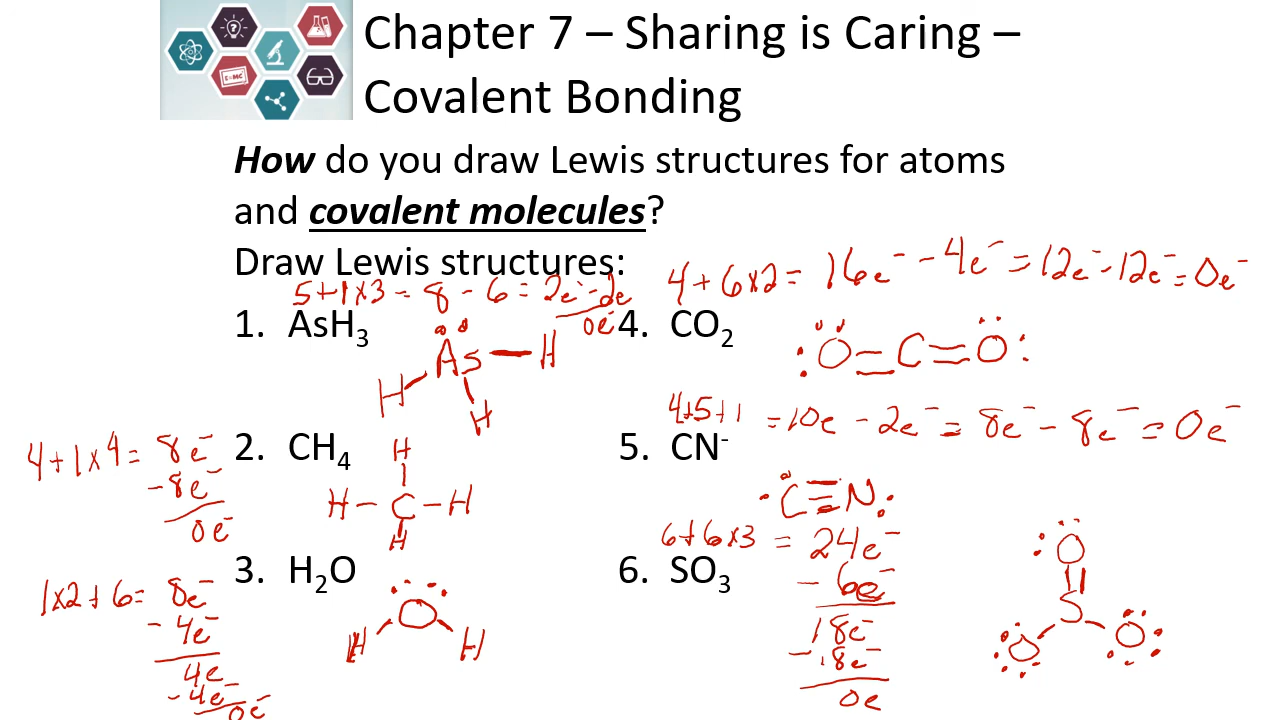 Chapter 7 – Sharing is Caring –
Covalent Bonding
E=MC
How do you draw Lewis structures for atoms
and covalent molecules?
Draw Lewis structures:
5+1x3 = 8 - 6 = 2e⁻ - 2e
0e⁻
1. AsH₃
As
H
H
H
4+1x4 = 8e⁻
-8e⁻
0e⁻
2. CH₄
H
H-C-H
H
1x2+6= 8e⁻
-4e⁻
4e
-4e⁻
0e⁻
3. H₂O
O
H H
4+6x2= 16e⁻ - 4e⁻ = 12e⁻ - 12e⁻ = 0e⁻
4. CO₂
:O=C=O:
4+5+1 = 10e - 2e⁻ = 8e⁻ - 8e⁻ = 0e⁻
5. CN⁻
:C≡N:
6+6x3 = 24e⁻
-6e⁻
18e⁻
-18e⁻
0e
6. SO₃
O
S
O O